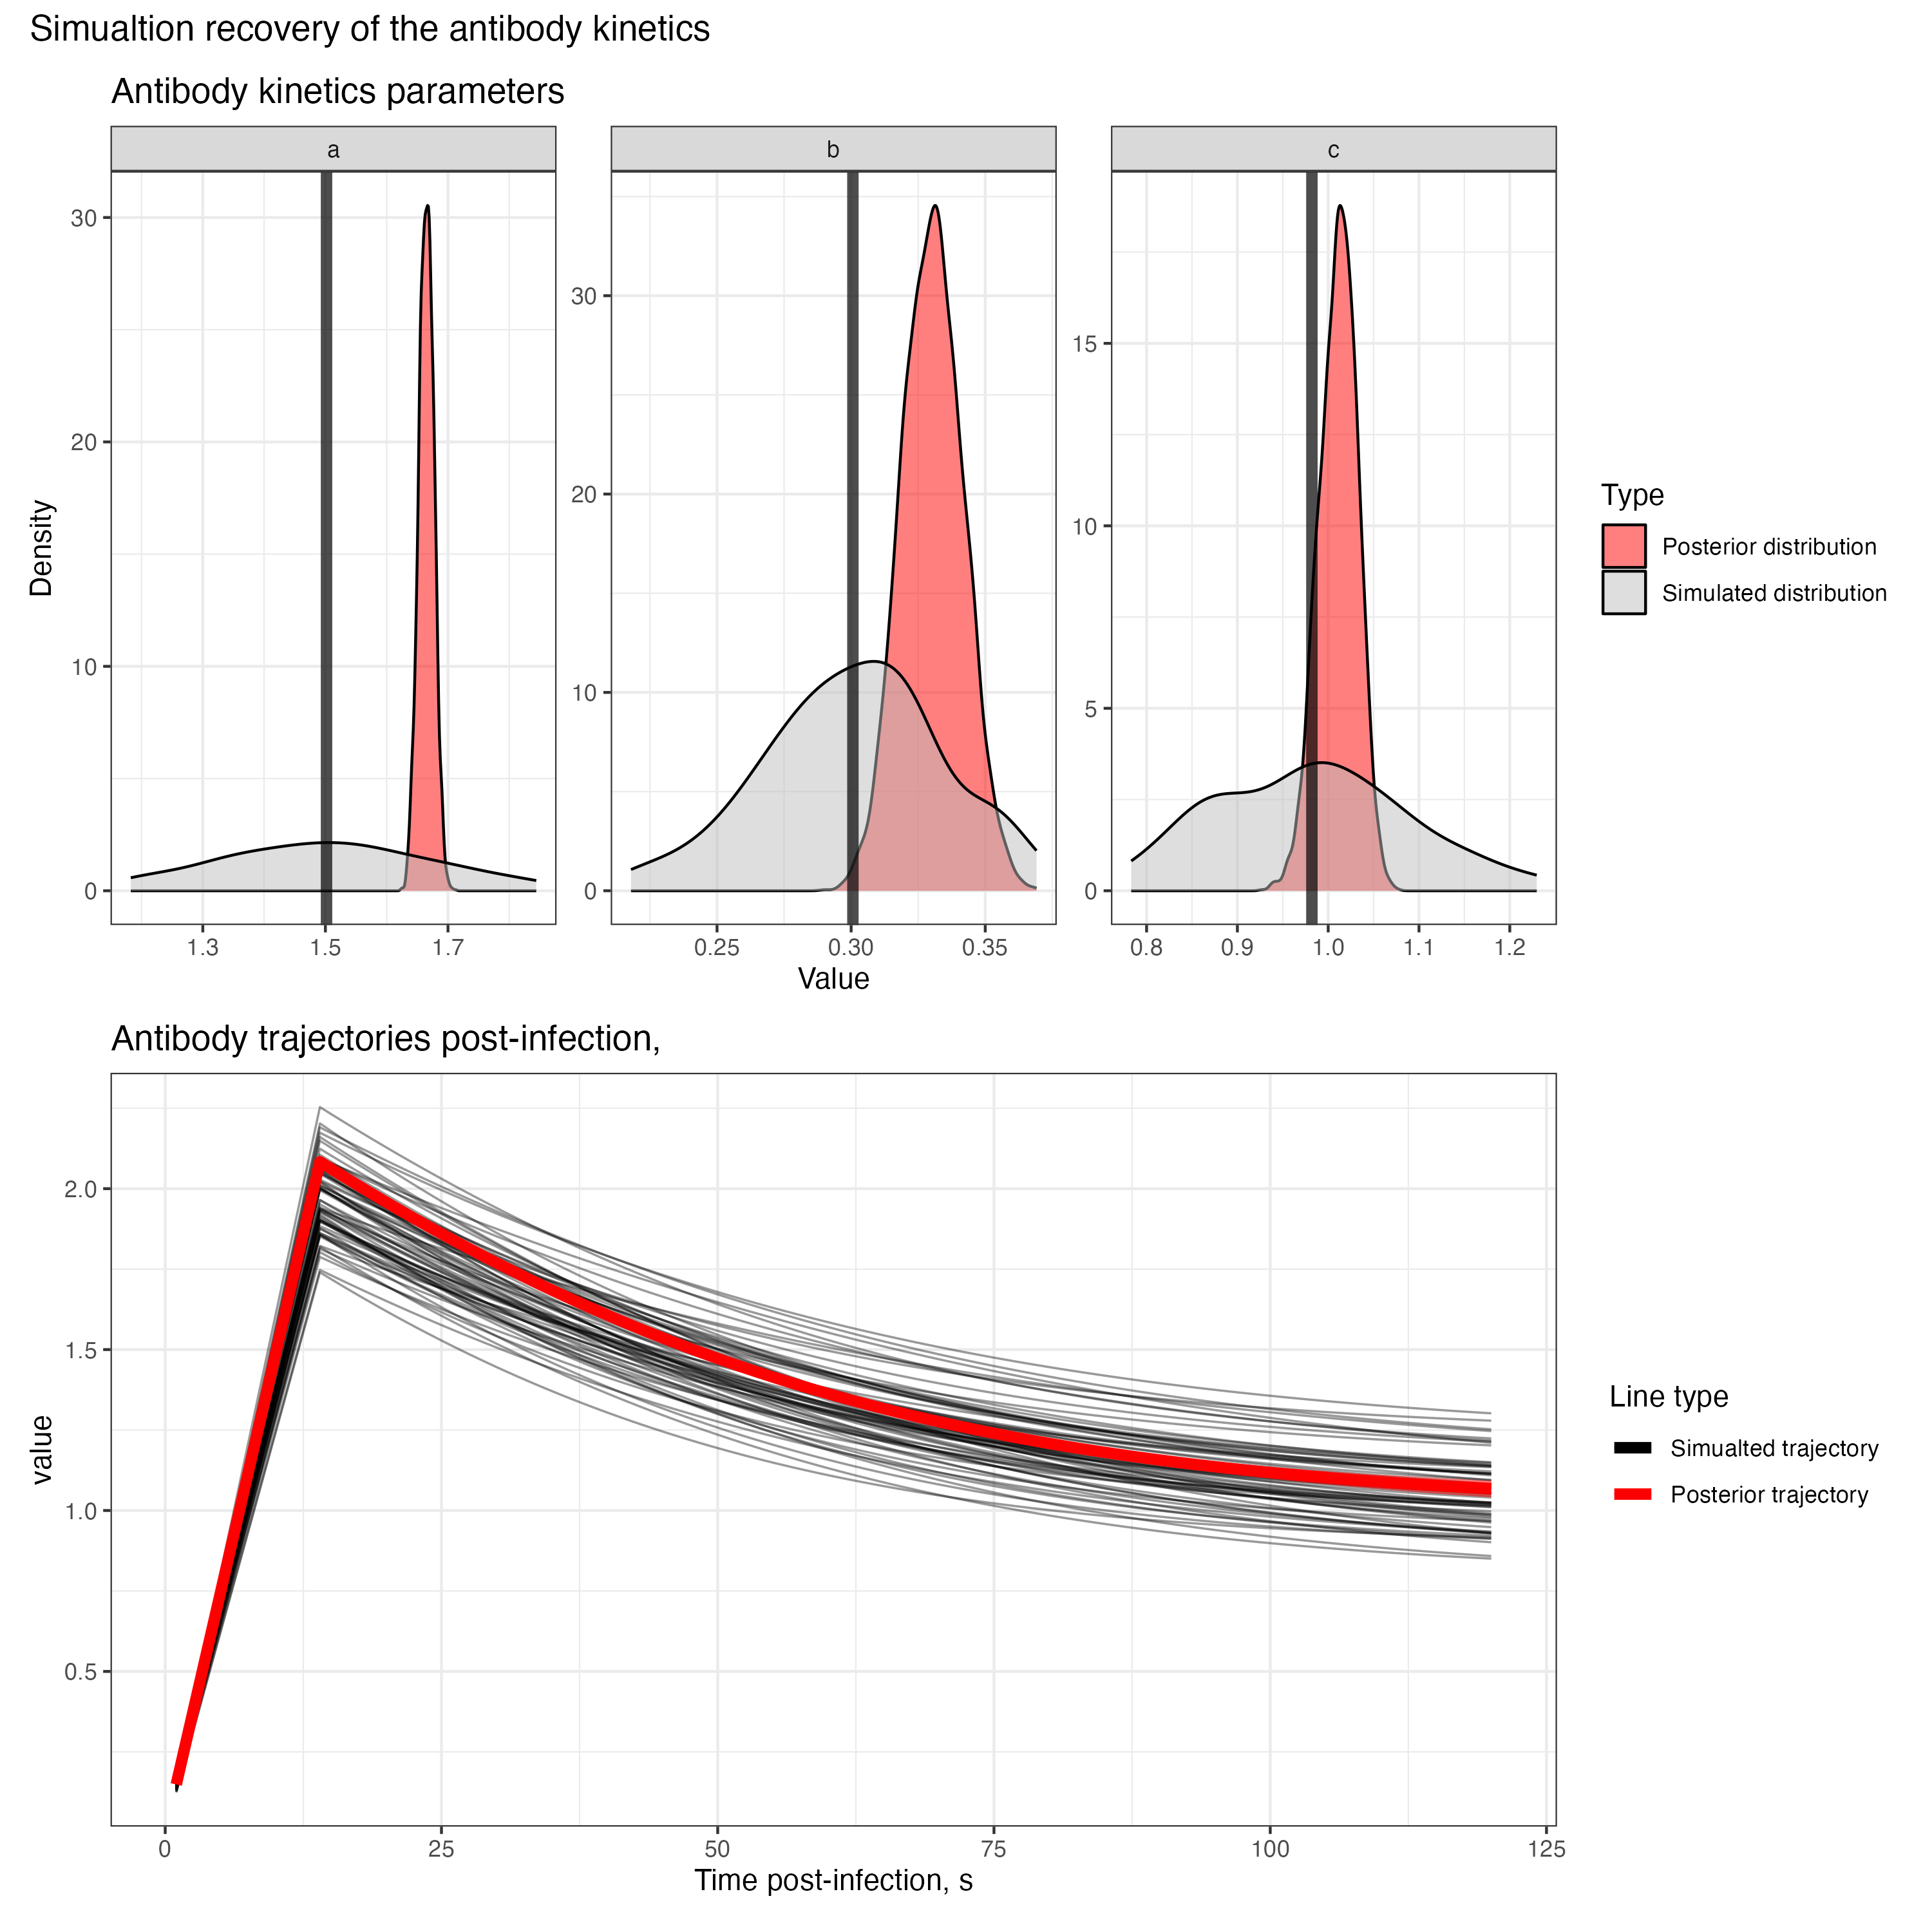 Simualtion recovery of the antibody kinetics
Antibody kinetics parameters
a b c
30
20
10
0
30
20
10
0
15
10
5
0
Density
1.3 1.5 1.7
0.25 0.30 0.35
0.8 0.9 1.0 1.1 1.2
Value
Type
Posterior distribution
Simulated distribution
Antibody trajectories post-infection,
2.0
1.5
1.0
0.5
value
0 25 50 75 100 125
Time post-infection, s
Line type
Simualted trajectory
Posterior trajectory